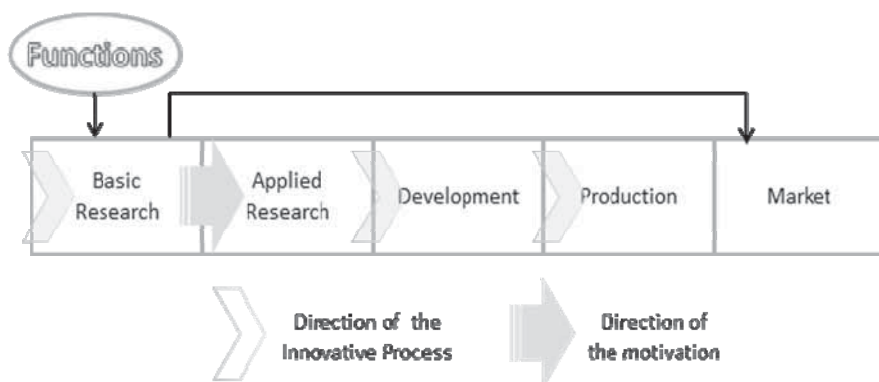 Functions
Basic
Research
Applied
Research
Development
Production
Market
Direction of the
Innovative Process
Direction of
the motivation